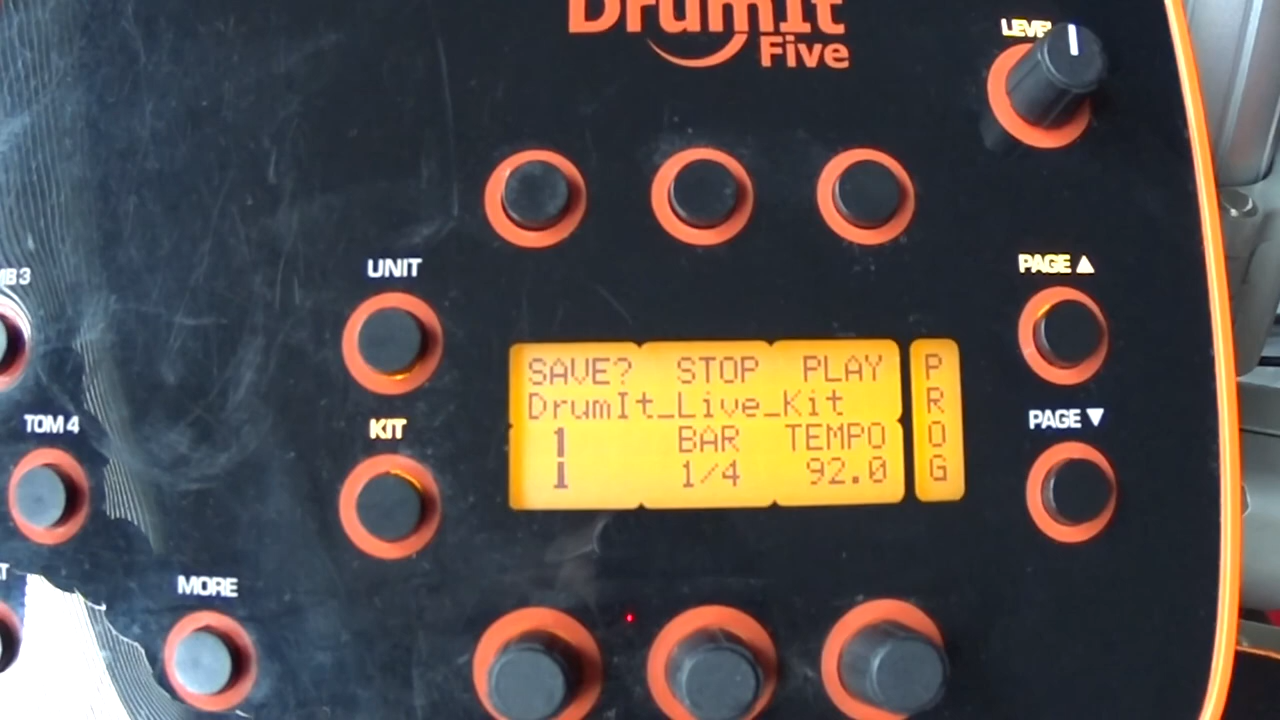 DrumIt
Five
LEVEL
UNIT
PAGE ▲
SAVE? STOP PLAY
DrumIt_Live_Kit
1 BAR TEMPO
1/4 92.0
PROG
KIT
PAGE ▼
TOM 4
MORE